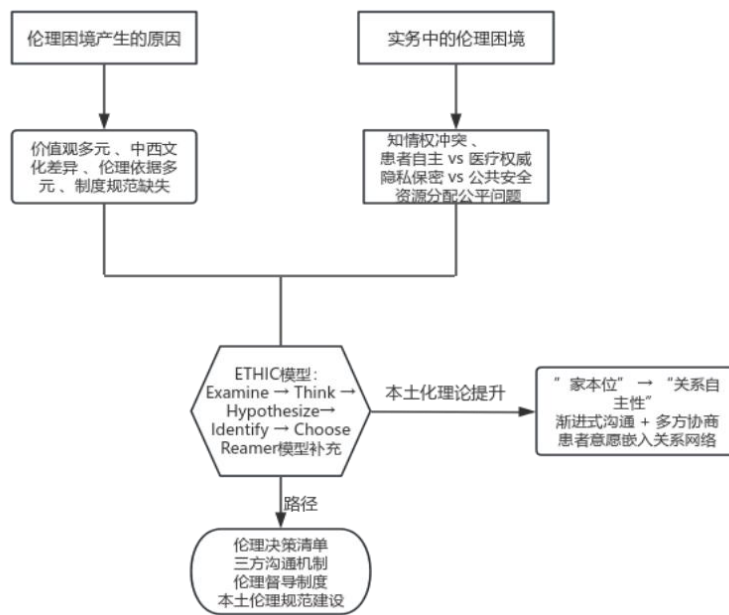 伦理困境产生的原因
实务中的伦理困境
价值观多元 、中西文
化差异 、伦理依据多
元 、制度规范缺失
知情权冲突 、
患者自主 vs 医疗权威
隐私保密 vs 公共安全
资源分配公平问题
ETHIC模型：
Examine → Think →
Hypothesize→
Identify → Choose
Reamer模型补充
本土化理论提升
”家本位” → “关系自
主性”
渐进式沟通 + 多方协商
患者意愿嵌入关系网络
路径
伦理决策清单
三方沟通机制
伦理督导制度
本土伦理规范建设